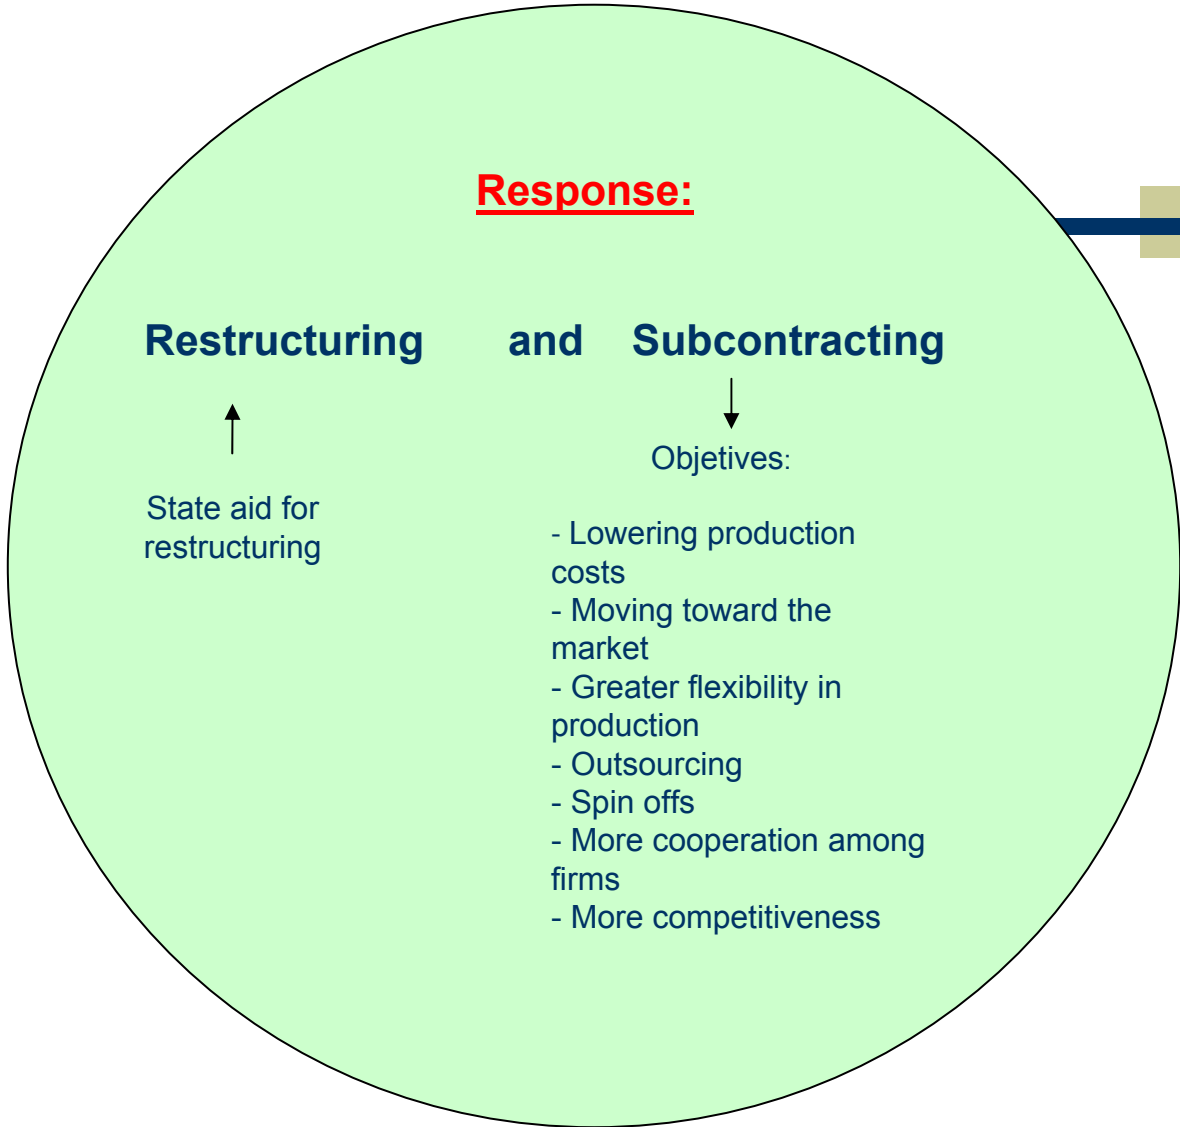 Response:
Restructuring and Subcontracting
State aid for
restructuring
Objetives:
- Lowering production
costs
- Moving toward the
market
- Greater flexibility in
production
- Outsourcing
- Spin offs
- More cooperation among
firms
- More competitiveness